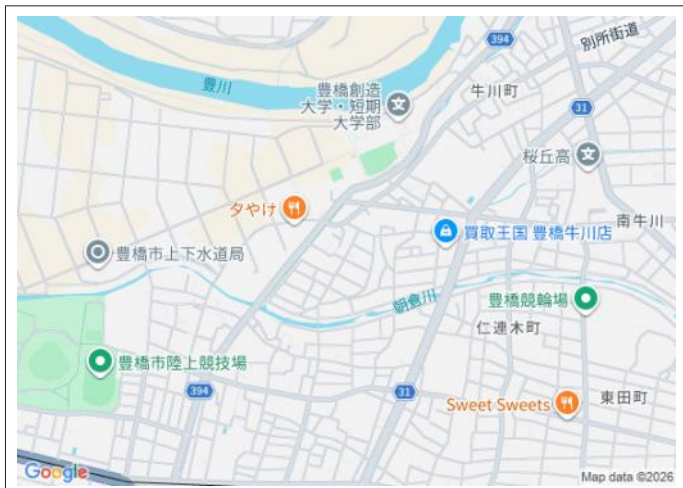 394
別所街道
豊川
豊橋創造
大学・短期
大学部
牛川町
31
桜丘高
夕やけ
買取王国 豊橋牛川店
南牛川
豊橋市上下水道局
朝倉川
豊橋競輪場
仁連木町
豊橋市陸上競技場
394
31
Sweet Sweets
東田町
Google
Map data ©2026